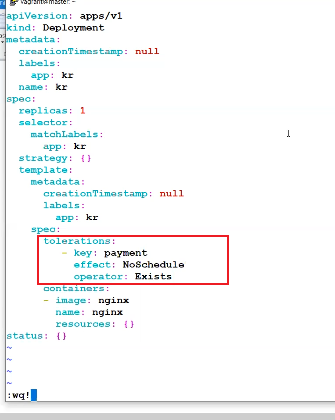 vagrant@master: ~
apiVersion: apps/v1
kind: Deployment
metadata:
  creationTimestamp: null
  labels:
    app: kr
  name: kr
spec:
  replicas: 1
  selector:
    matchLabels:
      app: kr
  strategy: {}
  template:
    metadata:
      creationTimestamp: null
      labels:
        app: kr
    spec:
      tolerations:
         - key: payment
           effect: NoSchedule
           operator: Exists
      containers:
      - image: nginx
        name: nginx
        resources: {}
status: {}
~
~
~
~
:wq!